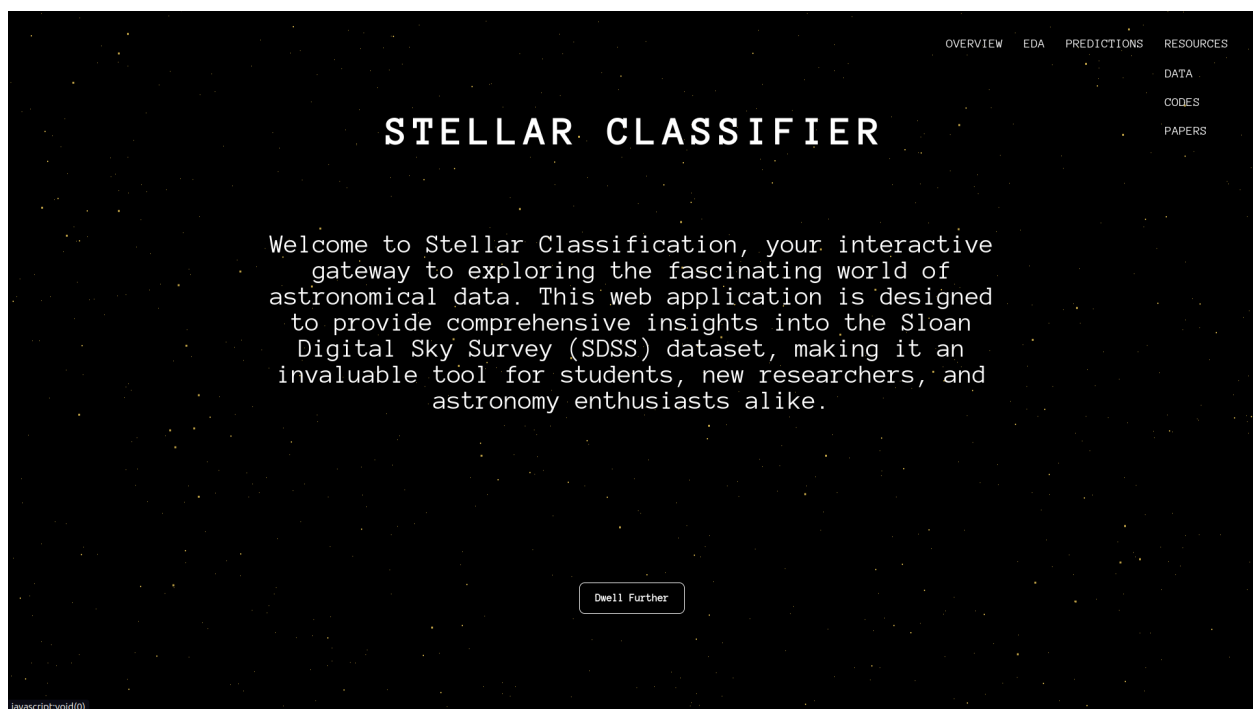 OVERVIEW EDA PREDICTIONS RESOURCES
DATA
CODES
PAPERS
STELLAR CLASSIFIER
Welcome to Stellar Classification, your interactive
gateway to exploring the fascinating world of
astronomical data. This web application is designed
to provide comprehensive insights into the Sloan
Digital Sky Survey (SDSS) dataset, making it an
invaluable tool for students, new researchers, and
astronomy enthusiasts alike.
Dwell Further
javascript:void(0)